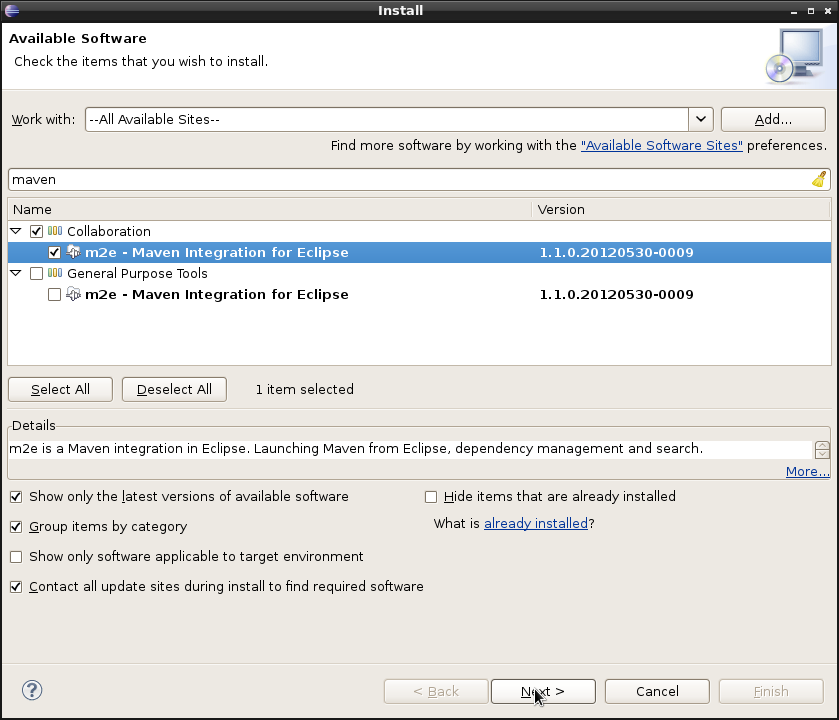 Install
Available Software
Check the items that you wish to install.
Work with: --All Available Sites-- Add...
Find more software by working with the "Available Software Sites" preferences.
maven
Name Version
Collaboration
m2e - Maven Integration for Eclipse 1.1.0.20120530-0009
General Purpose Tools
m2e - Maven Integration for Eclipse 1.1.0.20120530-0009
Select All Deselect All 1 item selected
Details
m2e is a Maven integration in Eclipse. Launching Maven from Eclipse, dependency management and search.
More...
Show only the latest versions of available software Hide items that are already installed
Group items by category What is already installed?
Show only software applicable to target environment
Contact all update sites during install to find required software
? < Back Next > Cancel Finish